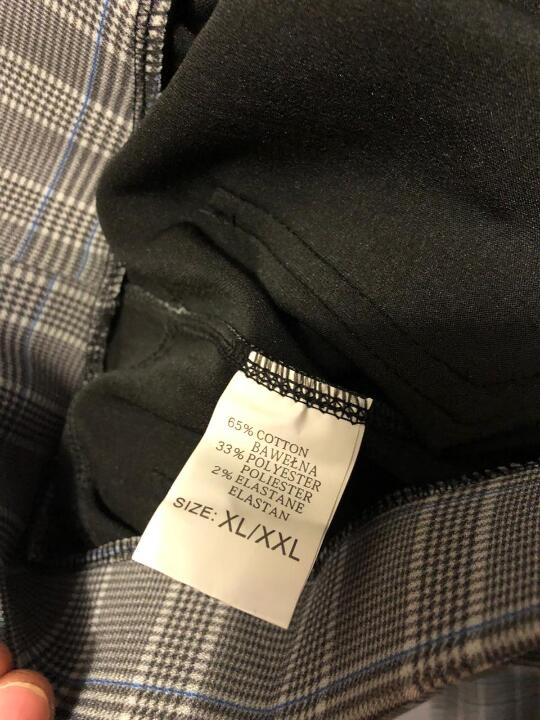 65% COTTON
BAWEŁNA
33% POLYESTER
POLIESTER
2% ELASTANE
ELASTAN
SIZE: XL/XXL